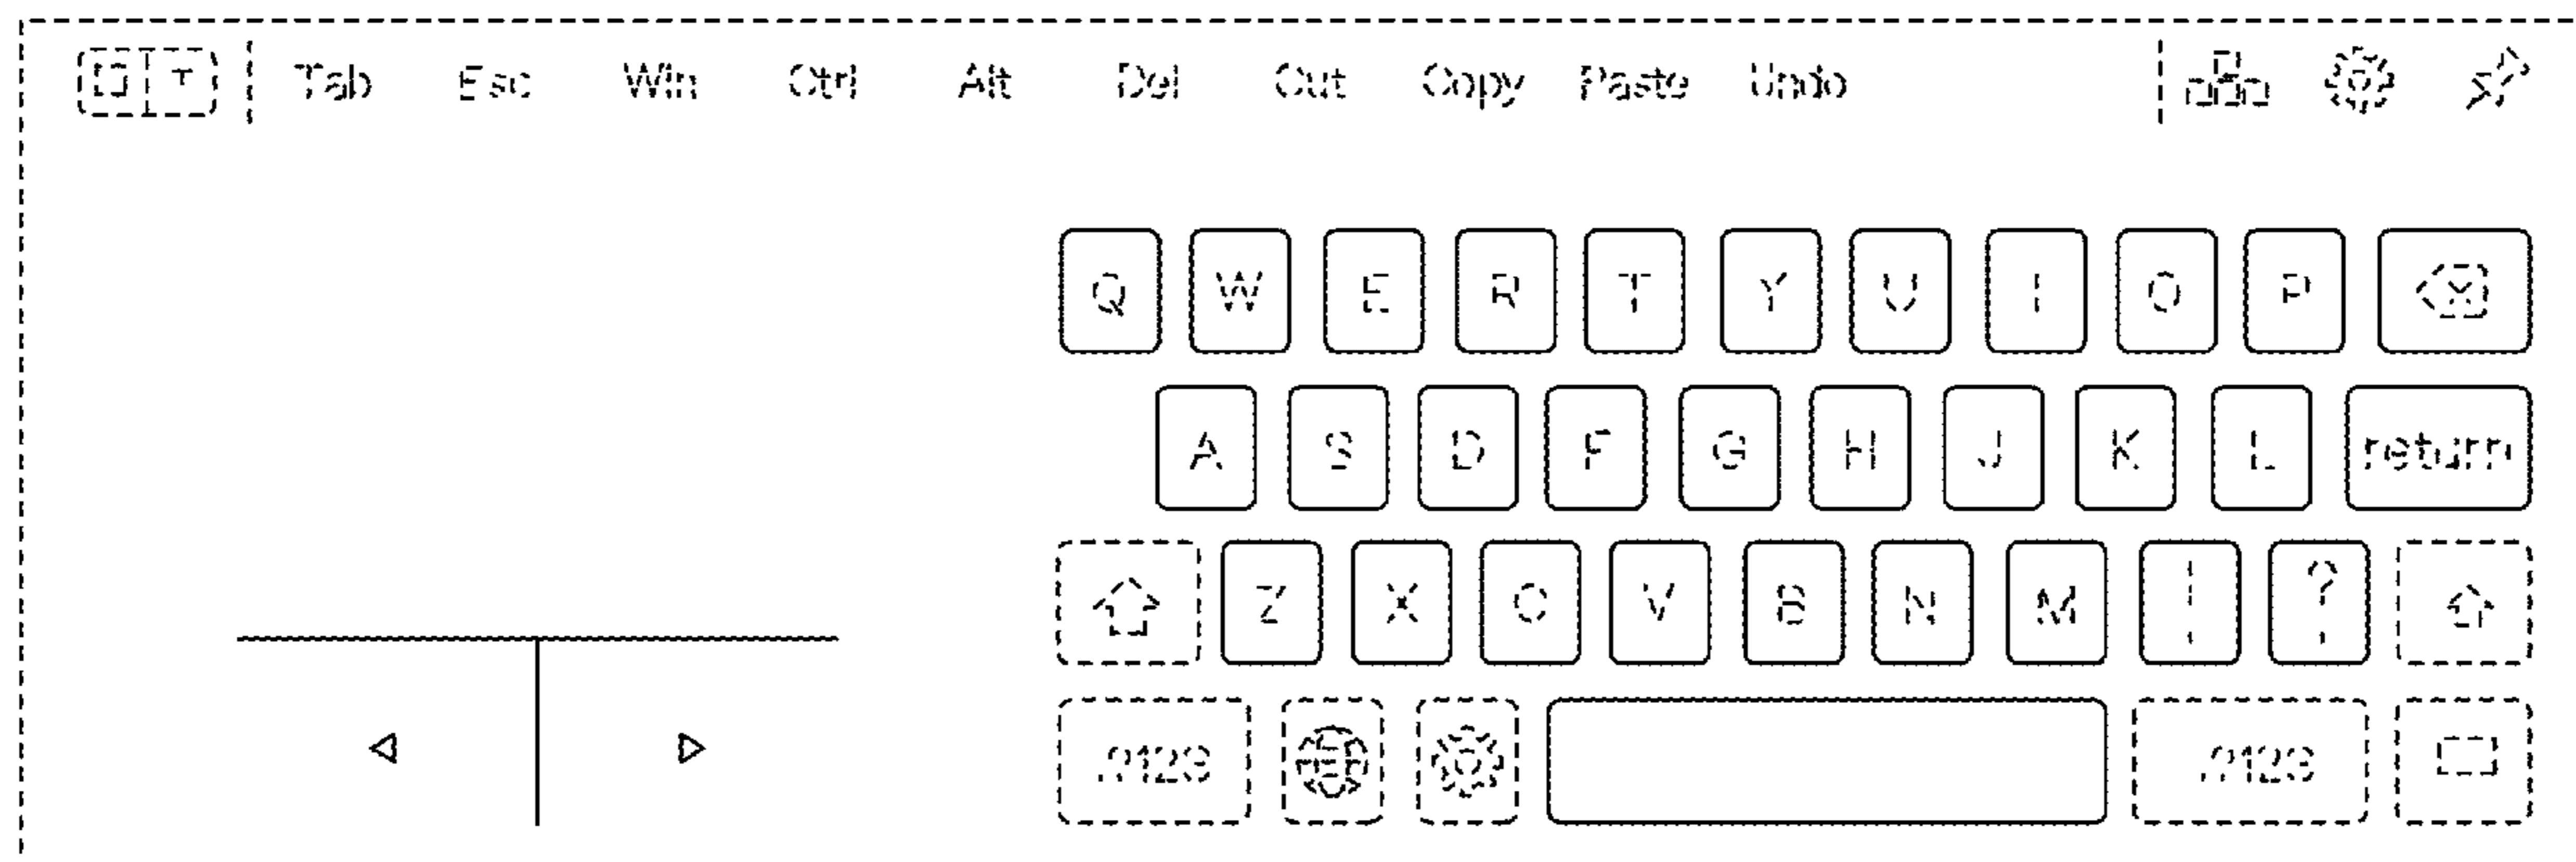 T Tab Esc Win Ctrl Alt Del Cut Copy Paste Undo
Q W E R T Y U I O P
A S D F G H J K L return
Z X C V B N M ! ?
.?123 .?123